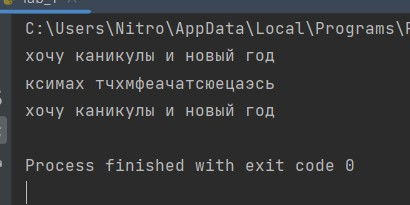 lab_
C:\Users\Nitro\AppData\Local\Programs\
хочу каникулы и новый год
ксимах тчхмфеачатсюецаэсь
хочу каникулы и новый год
Process finished with exit code 0